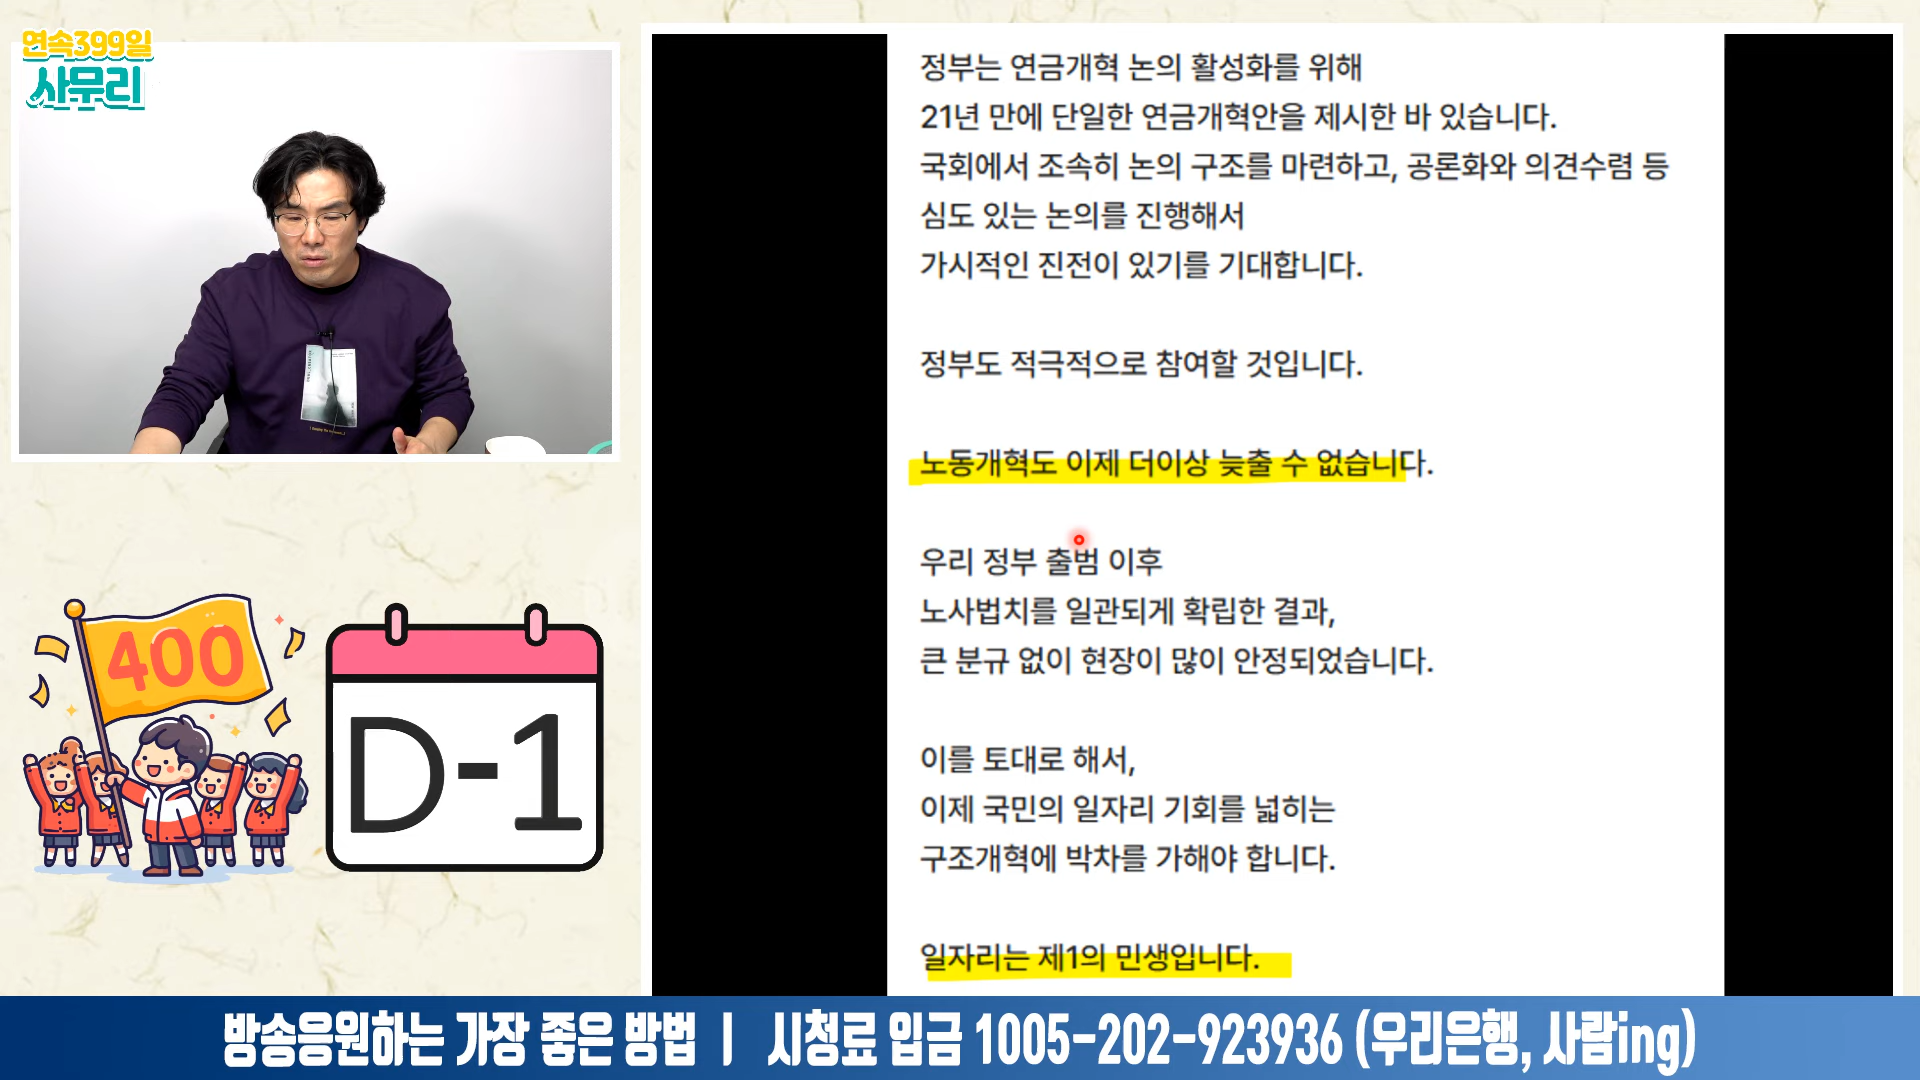 연속399일
사무리
정부는 연금개혁 논의 활성화를 위해
21년 만에 단일한 연금개혁안을 제시한 바 있습니다.
국회에서 조속히 논의 구조를 마련하고, 공론화와 의견수렴 등
심도 있는 논의를 진행해서
가시적인 진전이 있기를 기대합니다.
정부도 적극적으로 참여할 것입니다.
노동개혁도 이제 더이상 늦출 수 없습니다.
우리 정부 출범 이후
노사법치를 일관되게 확립한 결과,
큰 분규 없이 현장이 많이 안정되었습니다.
이를 토대로 해서,
이제 국민의 일자리 기회를 넓히는
구조개혁에 박차를 가해야 합니다.
일자리는 제1의 민생입니다.
400
D-1
방송응원하는 가장 좋은 방법 | 시청료 입금 1005-202-923936 (우리은행, 사람ing)